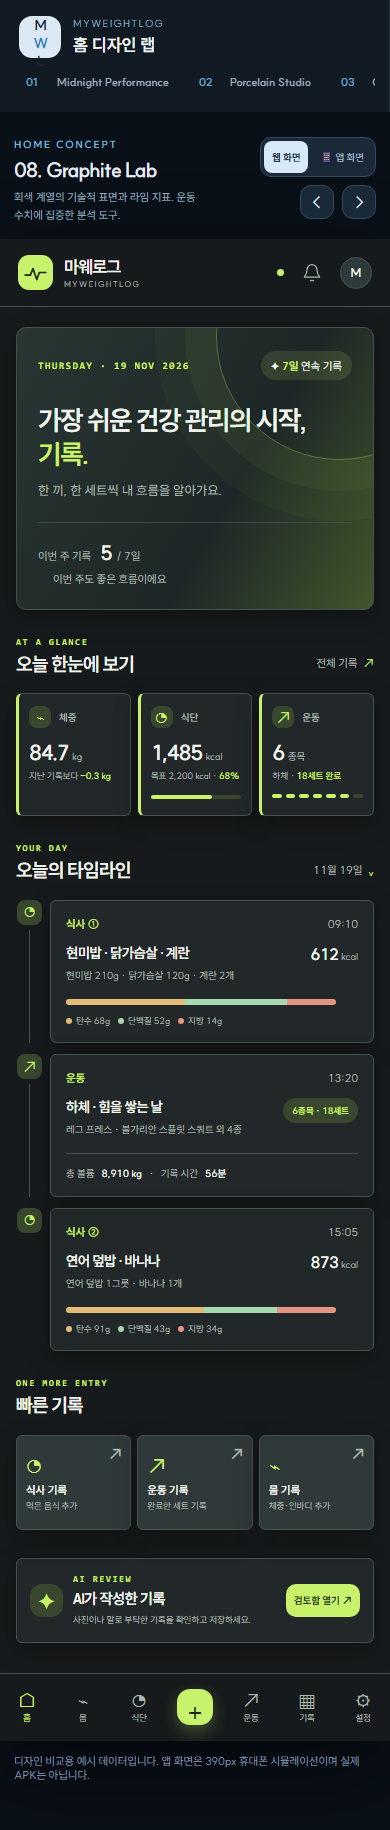 M
W
L
MYWEIGHTLOG
홈 디자인 랩
01 Midnight Performance 02 Porcelain Studio 03
HOME CONCEPT
08. Graphite Lab
회색 계열의 기술적 표면과 라임 지표. 운동
수치에 집중한 분석 도구.
웹 화면 앱 화면
마웨로그
MYWEIGHTLOG
M
THURSDAY · 19 NOV 2026
✦ 7일 연속 기록
가장 쉬운 건강 관리의 시작,
기록.
한 끼, 한 세트씩 내 흐름을 알아가요.
이번 주 기록 5 / 7일
이번 주도 좋은 흐름이에요
AT A GLANCE
오늘 한눈에 보기
전체 기록 ↗
체중
84.7 kg
지난 기록보다 −0.3 kg
식단
1,485 kcal
목표 2,200 kcal · 68%
운동
6 종목
하체 · 18세트 완료
YOUR DAY
오늘의 타임라인
11월 19일
식사 ① 09:10
현미밥 · 닭가슴살 · 계란 612 kcal
현미밥 210g · 닭가슴살 120g · 계란 2개
탄수 68g 단백질 52g 지방 14g
운동 13:20
하체 · 힘을 쌓는 날 6종목 · 18세트
레그 프레스 · 불가리안 스플릿 스쿼트 외 4종
총 볼륨 8,910 kg · 기록 시간 56분
식사 ② 15:05
연어 덮밥 · 바나나 873 kcal
연어 덮밥 1그릇 · 바나나 1개
탄수 91g 단백질 43g 지방 34g
ONE MORE ENTRY
빠른 기록
식사 기록
먹은 음식 추가
운동 기록
완료한 세트 기록
몸 기록
체중·인바디 추가
AI REVIEW
AI가 작성한 기록
사진이나 말로 부탁한 기록을 확인하고 저장하세요.
검토함 열기 ↗
홈 몸 식단 + 운동 기록 설정
디자인 비교용 예시 데이터입니다. 앱 화면은 390px 휴대폰 시뮬레이션이며 실제
APK는 아닙니다.